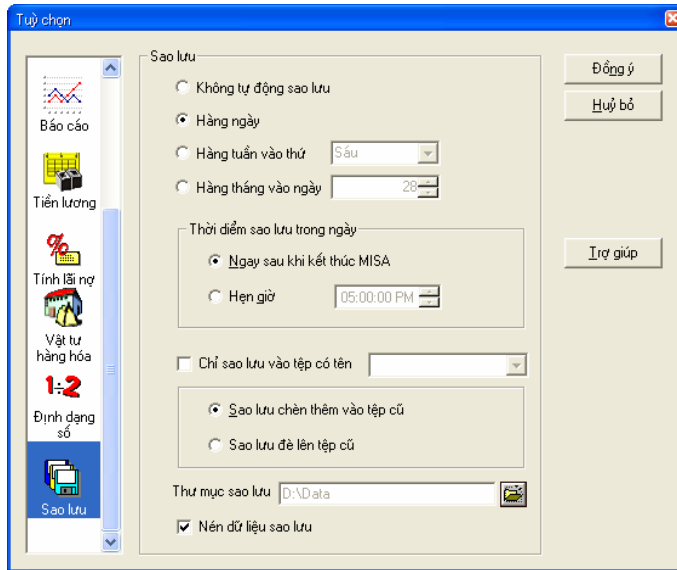 Tuỳ chọn
Báo cáo
Tiền lương
Tính lãi nợ
Vật tư
hàng hóa
1÷2
Định dạng
số
Sao lưu
Sao lưu
Không tự động sao lưu
Hàng ngày
Hàng tuần vào thứ Sáu
Hàng tháng vào ngày 28
Thời diểm sao lưu trong ngày
Ngay sau khi kết thúc MISA
Hẹn giờ 05:00:00 PM
Chỉ sao lưu vào tệp có tên
Sao lưu chèn thêm vào tệp cũ
Sao lưu đè lên tệp cũ
Thư mục sao lưu D:\Data
Nén dữ liệu sao lưu
Đồng ý
Huỷ bỏ
Trợ giúp